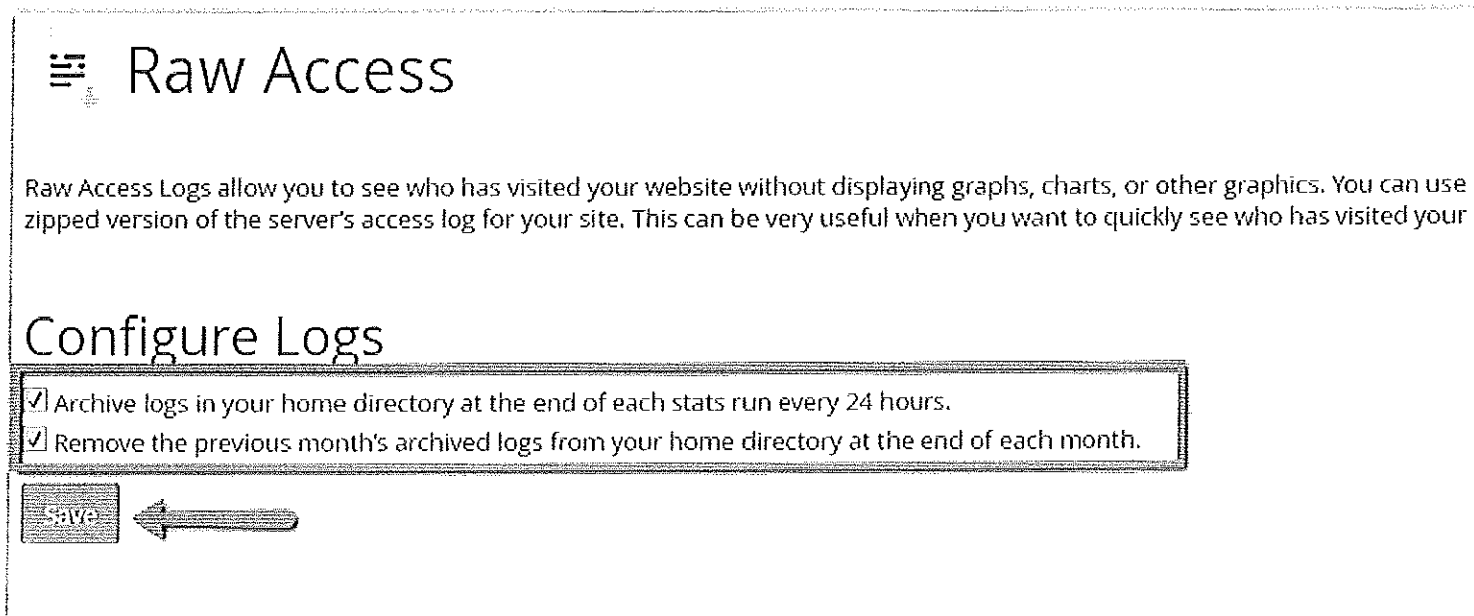 Raw Access
Raw Access Logs allow you to see who has visited your website without displaying graphs, charts, or other graphics. You can use
zipped version of the server's access log for your site. This can be very useful when you want to quickly see who has visited your
Configure Logs
Archive logs in your home directory at the end of each stats run every 24 hours.
Remove the previous month's archived logs from your home directory at the end of each month.
Save